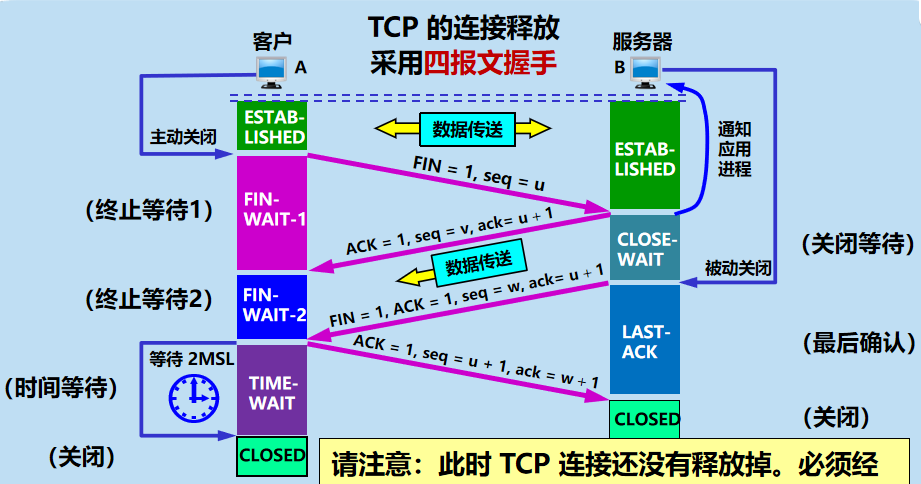 TCP 的连接释放
采用四报文握手
客户
A
服务器
B
ESTAB-
LISHED
主动关闭
数据传送
通知
应用
进程
ESTAB-
LISHED
FIN = 1, seq = u
(终止等待1)
FIN-
WAIT-1
ACK = 1, seq = v, ack= u + 1
CLOSE-
WAIT
(关闭等待)
数据传送
被动关闭
(终止等待2)
FIN-
WAIT-2
FIN = 1, ACK = 1, seq = w, ack= u + 1
LAST-
ACK
(最后确认)
ACK = 1, seq = u + 1, ack = w + 1
等待 2MSL
(时间等待)
TIME-
WAIT
CLOSED
(关闭)
(关闭)
CLOSED
请注意：此时 TCP 连接还没有释放掉。必须经